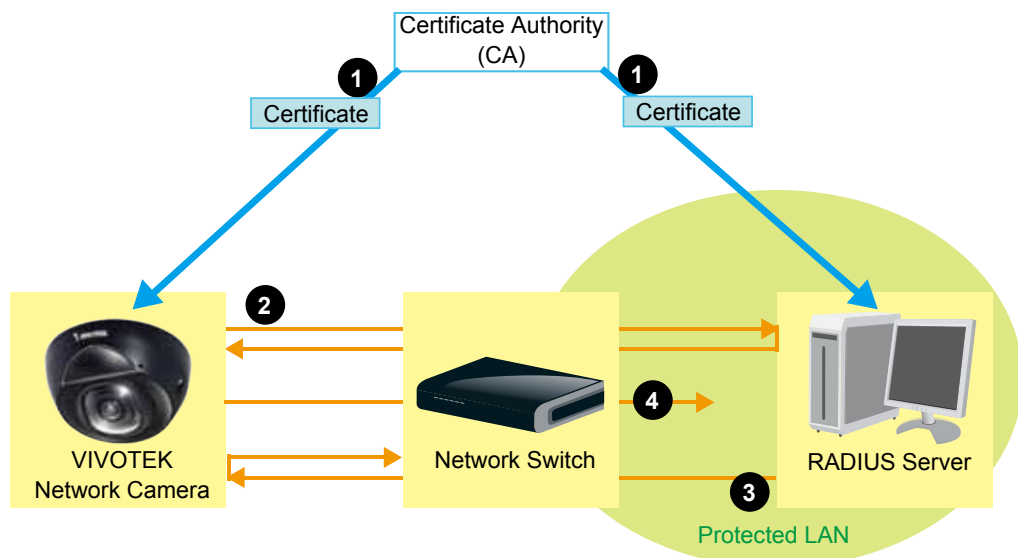 Certificate Authority
(CA)
1
1
Certificate
Certificate
2
4
VIVOTEK
Network Camera
Network Switch
RADIUS Server
3
Protected LAN